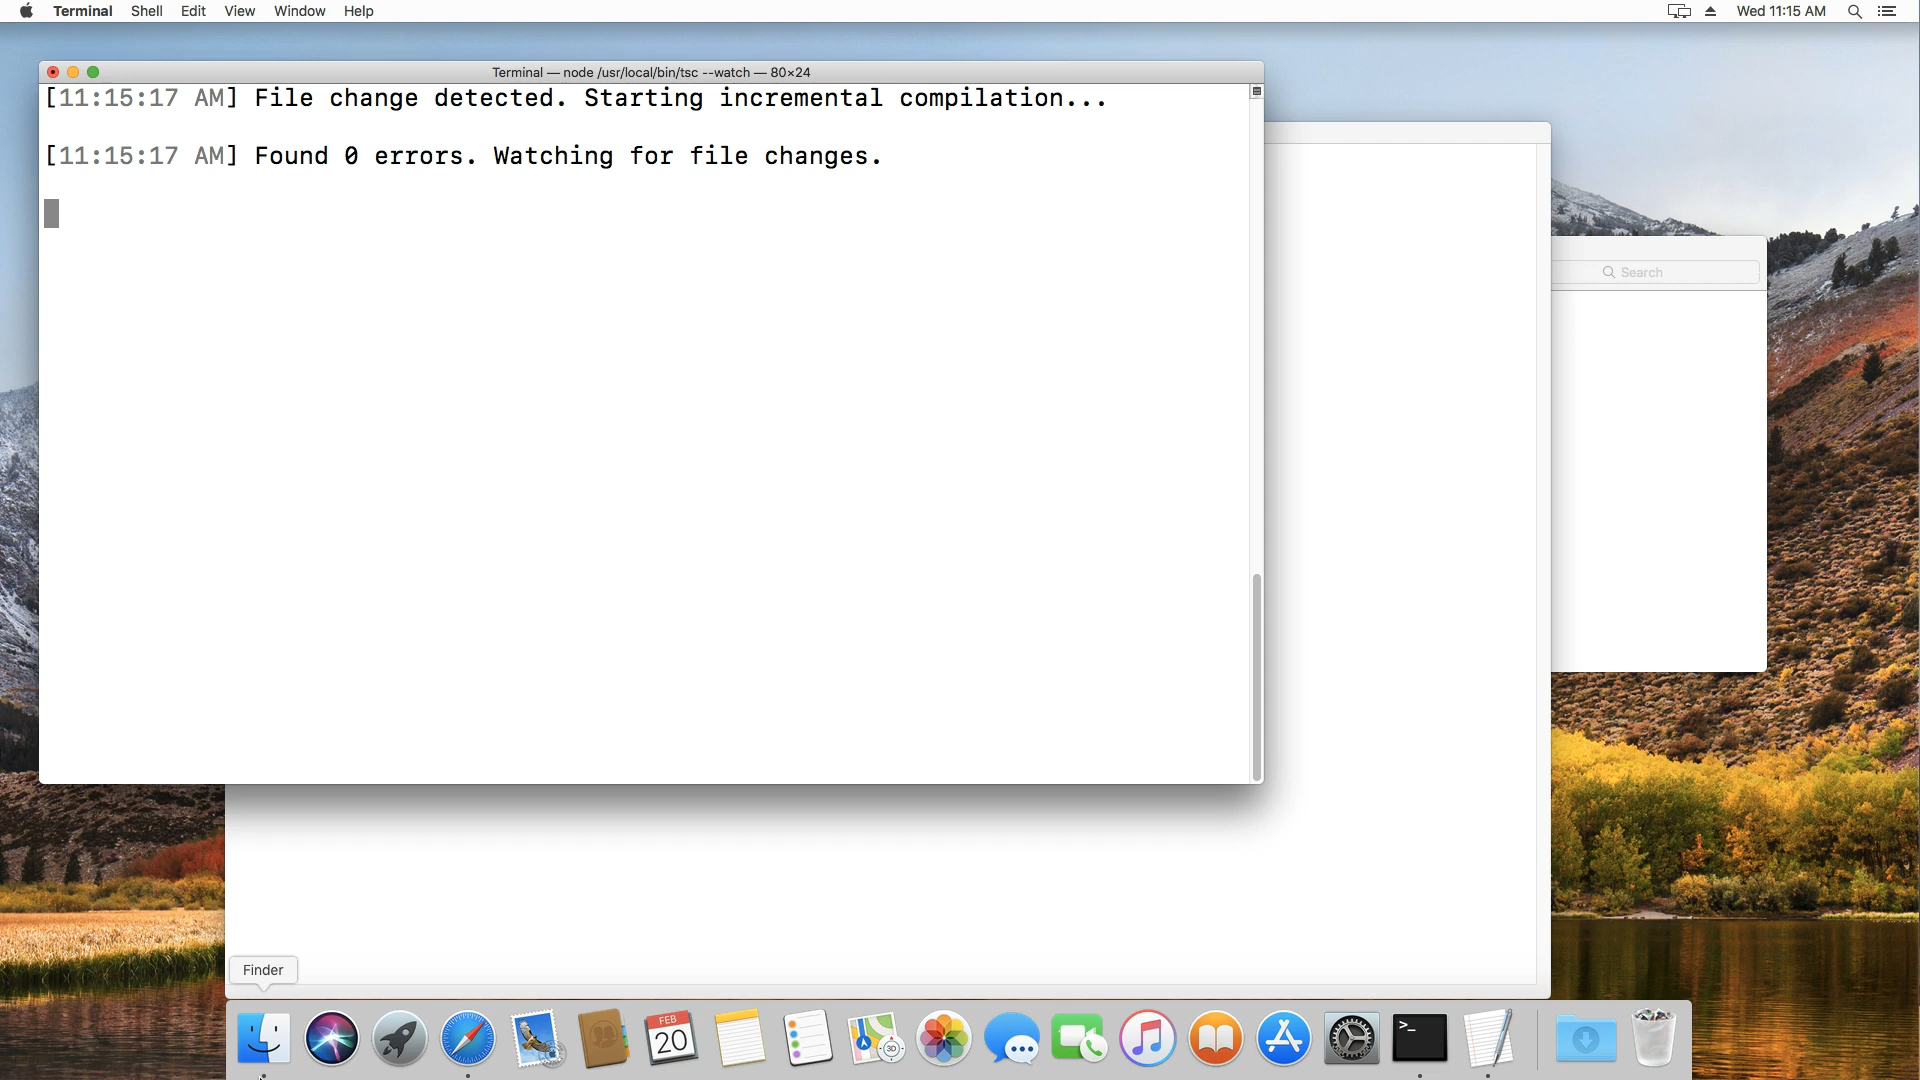 Terminal Shell Edit View Window Help
Wed 11:15 AM
Terminal — node /usr/local/bin/tsc --watch — 80×24
[11:15:17 AM] File change detected. Starting incremental compilation...
[11:15:17 AM] Found 0 errors. Watching for file changes.
Search
Finder
FEB
20
3D
>_